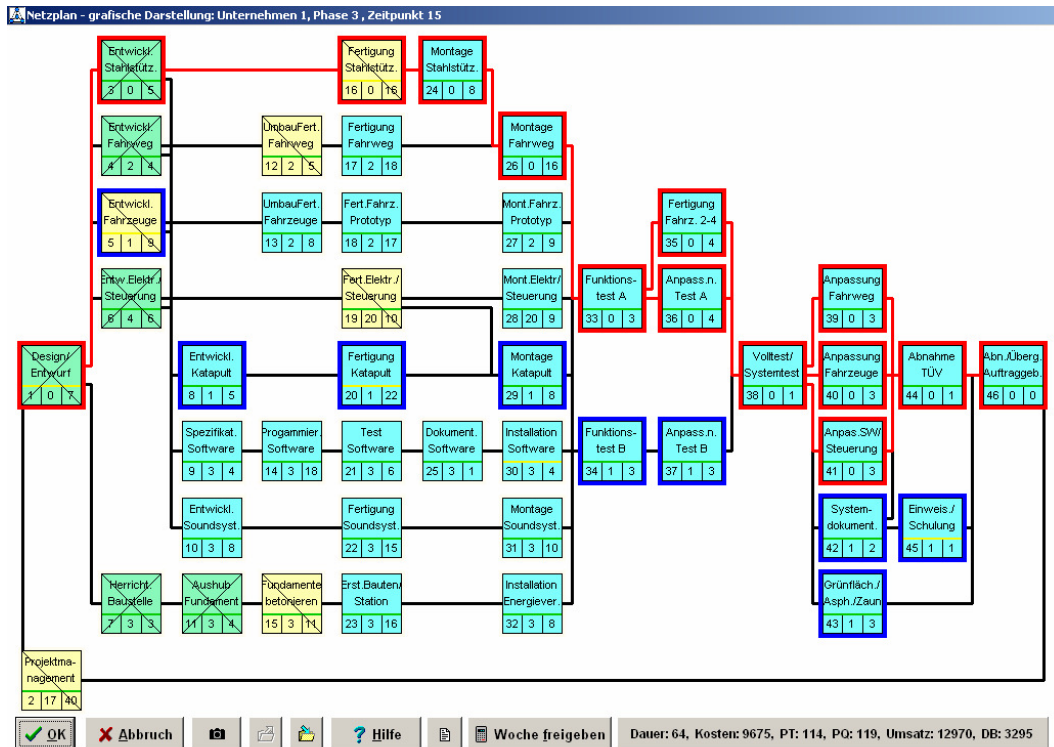 Netzplan - grafische Darstellung: Unternehmen 1, Phase 3 , Zeitpunkt 15
Entwickl.
Stahlstütz.
3 0 5
Fertigung
Stahlstütz.
16 0 16
Montage
Stahlstütz.
24 0 8
Entwickl.
Fahrweg
4 2 4
UmbauFert.
Fahrweg
12 2 5
Fertigung
Fahrweg
17 2 18
Montage
Fahrweg
26 0 16
Entwickl.
Fahrzeuge
5 1 9
UmbauFert.
Fahrzeuge
13 2 8
Fert.Fahrz.
Prototyp
18 2 17
Mont.Fahrz.
Prototyp
27 2 9
Fertigung
Fahrz. 2-4
35 0 4
Entw.Elektr./
Steuerung
6 4 6
Fert.Elektr./
Steuerung
19 20 10
Mont.Elektr/
Steuerung
28 20 9
Funktions-
test A
33 0 3
Anpass.n.
Test A
36 0 4
Anpassung
Fahrweg
39 0 3
Design/
Entwurf
1 0 7
Entwickl.
Katapult
8 1 5
Fertigung
Katapult
20 1 22
Montage
Katapult
29 1 8
Volltest/
Systemtest
38 0 1
Anpassung
Fahrzeuge
40 0 3
Abnahme
TÜV
44 0 1
Abn./Überg.
Auftraggeb.
46 0 0
Spezifikat.
Software
9 3 4
Progammier.
Software
14 3 18
Test
Software
21 3 6
Dokument.
Software
25 3 1
Installation
Software
30 3 4
Funktions-
test B
34 1 3
Anpass.n.
Test B
37 1 3
Anpas.SW/
Steuerung
41 0 3
Entwickl.
Soundsyst.
10 3 8
Fertigung
Soundsyst.
22 3 15
Montage
Soundsyst.
31 3 10
System-
dokument.
42 1 2
Einweis./
Schulung
45 1 1
Herricht
Baustelle
7 3 3
Aushub
Fundament
11 3 4
Fundamente
betonieren
15 3 11
Erst.Bauten/
Station
23 3 16
Installation
Energiever.
32 3 8
Grünfläch./
Asph./Zaun
43 1 3
Projektma-
nagement
2 17 40
OK Abbruch Hilfe Woche freigeben Dauer: 64, Kosten: 9675, PT: 114, PQ: 119, Umsatz: 12970, DB: 3295